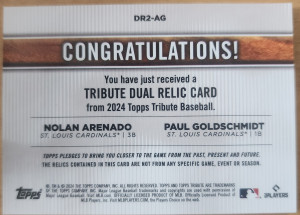 DR2-AG
CONGRATULATIONS!
You have just received a
TRIBUTE DUAL RELIC CARD
from 2024 Topps Tribute Baseball.
NOLAN ARENADO PAUL GOLDSCHMIDT
ST. LOUIS CARDINALS® | 3B ST. LOUIS CARDINALS® | 1B
TOPPS PLEDGES TO BRING YOU CLOSER TO THE GAME FROM THE PAST, PRESENT AND FUTURE.
THE RELICS CONTAINED IN THIS CARD ARE NOT FROM ANY SPECIFIC GAME, EVENT OR SEASON.
TOPPS
PLAYERS